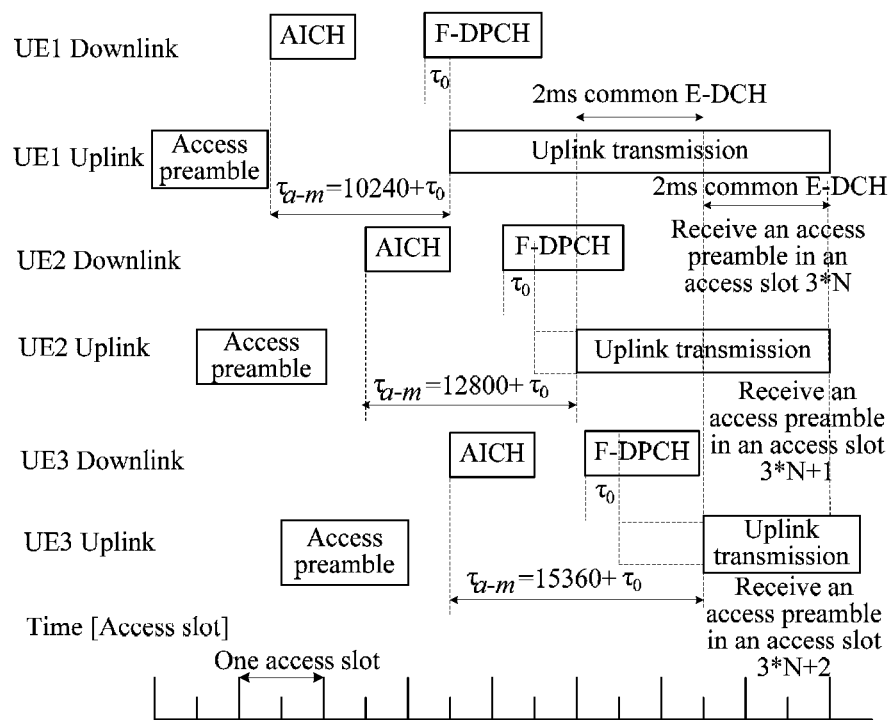 AICH
F-DPCH
UE1 Downlink
τ0
2ms common E-DCH
Access
preamble
UE1 Uplink
Uplink transmission
τa-m=10240+τ0
2ms common E-DCH
Receive an access
preamble in an
access slot 3*N
AICH
F-DPCH
UE2 Downlink
τ0
UE2 Uplink
Access
preamble
Uplink transmission
τa-m=12800+ τ0
Receive an
access preamble
in an access slot
3*N+1
UE3 Downlink
AICH
F-DPCH
τ0
UE3 Uplink
Access
preamble
Uplink
transmission
τa-m=15360+ τ0
Receive an
access preamble
in an access slot
3*N+2
Time [Access slot]
One access slot